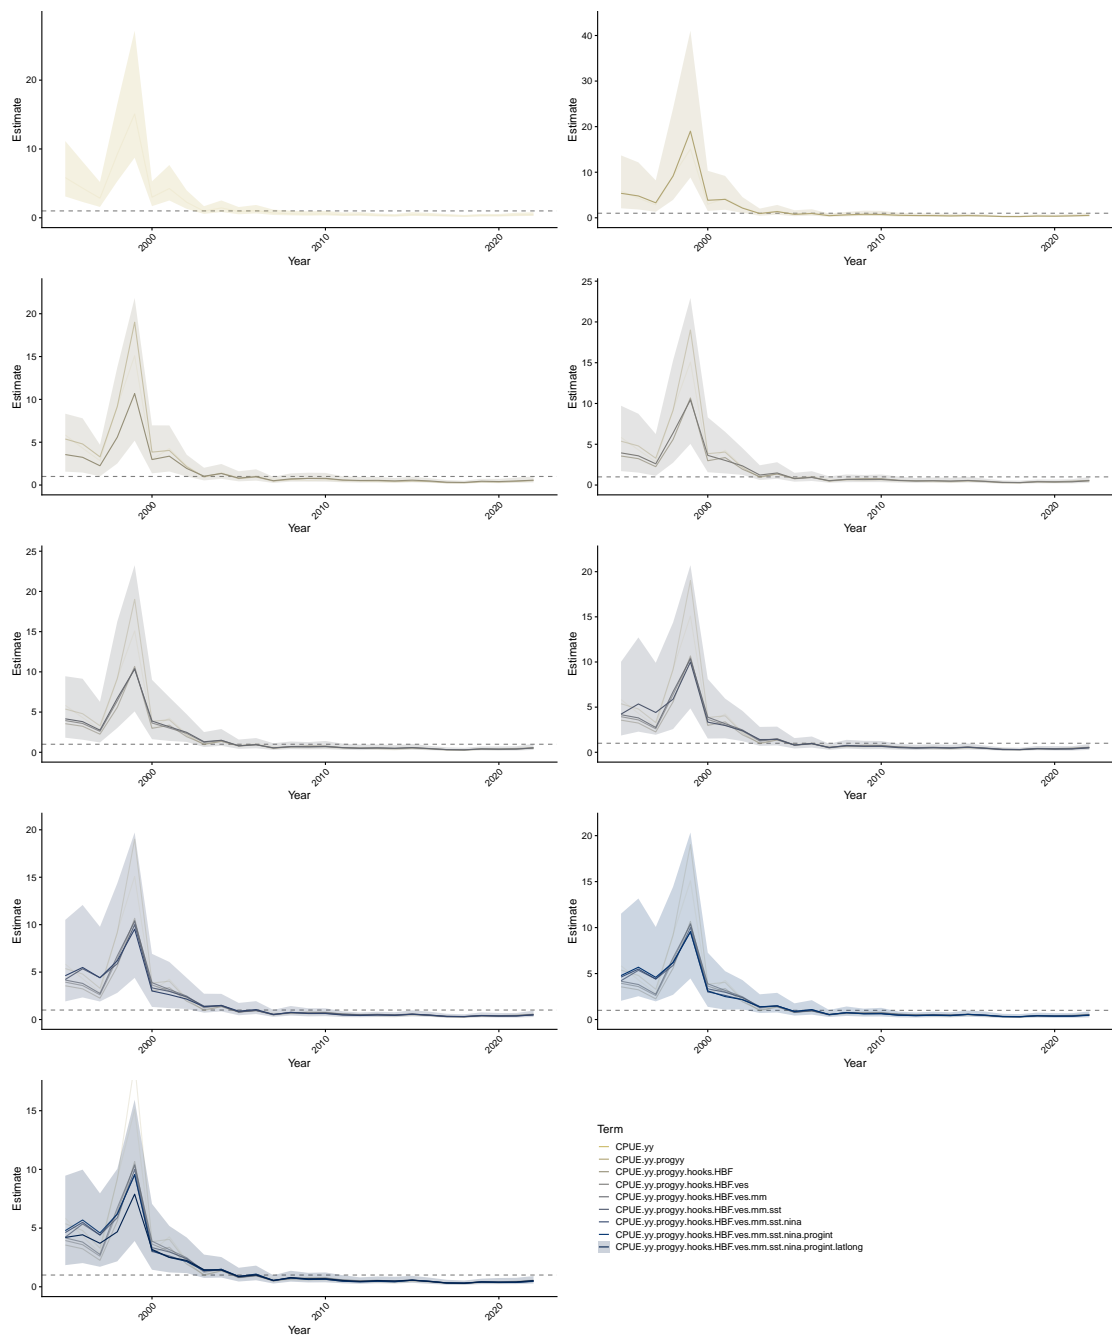 20
10
0
Estimate
2000
2010
2020
Year
40
30
20
10
0
Estimate
2000
2010
2020
Year
20
15
10
5
0
Estimate
2000
2010
2020
Year
25
20
15
10
5
0
Estimate
2000
2010
2020
Year
25
20
15
10
5
0
Estimate
2000
2010
2020
Year
20
15
10
5
0
Estimate
2000
2010
2020
Year
20
15
10
5
0
Estimate
2000
2010
2020
Year
20
15
10
5
0
Estimate
2000
2010
2020
Year
15
10
5
0
Estimate
2000
2010
2020
Year
Term
CPUE.yy
CPUE.yy.progyy
CPUE.yy.progyy.hooks.HBF
CPUE.yy.progyy.hooks.HBF.ves
CPUE.yy.progyy.hooks.HBF.ves.mm
CPUE.yy.progyy.hooks.HBF.ves.mm.sst
CPUE.yy.progyy.hooks.HBF.ves.mm.sst.nina
CPUE.yy.progyy.hooks.HBF.ves.mm.sst.nina.progint
CPUE.yy.progyy.hooks.HBF.ves.mm.sst.nina.progint.latlong